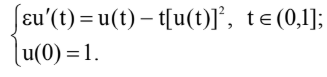 εu′(t) = u(t) – t[u(t)]², t ∈ (0,1];
u(0) = 1.